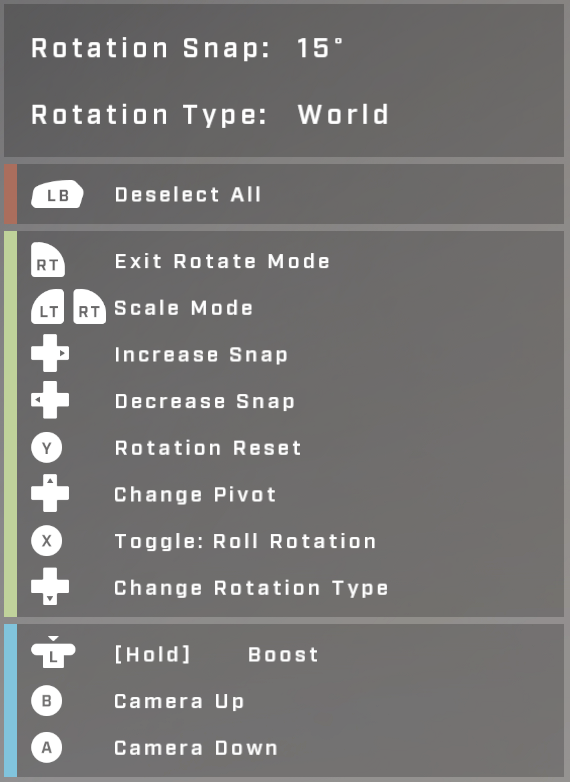 Rotation Snap: 15°
Rotation Type: World
LB Deselect All
RT Exit Rotate Mode
LT RT Scale Mode
Increase Snap
Decrease Snap
Y Rotation Reset
Change Pivot
X Toggle: Roll Rotation
Change Rotation Type
L [Hold] Boost
B Camera Up
A Camera Down